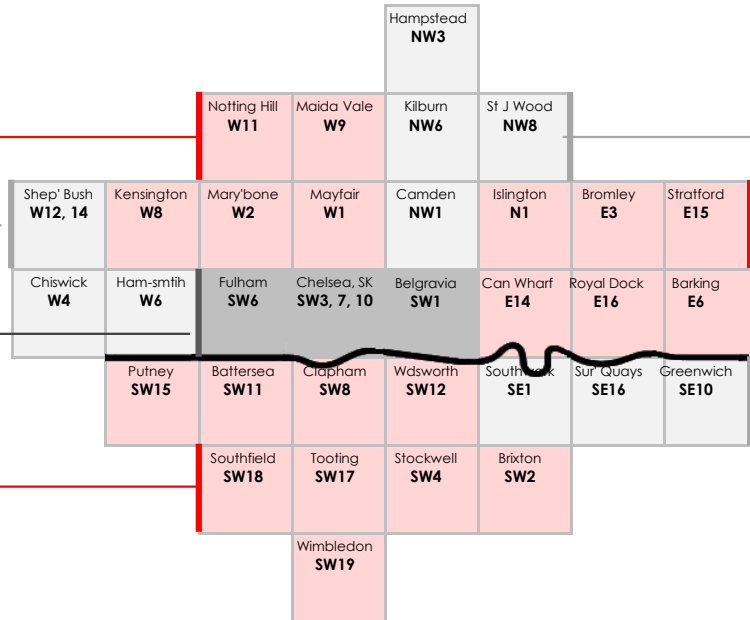 Hampstead
NW3
Notting Hill Maida Vale Kilburn St J Wood
W11 W9 NW6 NW8
Shep' Bush Kensington Mary'bone Mayfair Camden Islington Bromley Stratford
W12, 14 W8 W2 W1 NW1 N1 E3 E15
Chiswick Ham-smtih Fulham Chelsea, SK Belgravia Can Wharf Royal Dock Barking
W4 W6 SW6 SW3, 7, 10 SW1 E14 E16 E6
Putney Battersea Clapham Wdsworth Southwark Sur' Quays Greenwich
SW15 SW11 SW8 SW12 SE1 SE16 SE10
Southfield Tooting Stockwell Brixton
SW18 SW17 SW4 SW2
Wimbledon
SW19